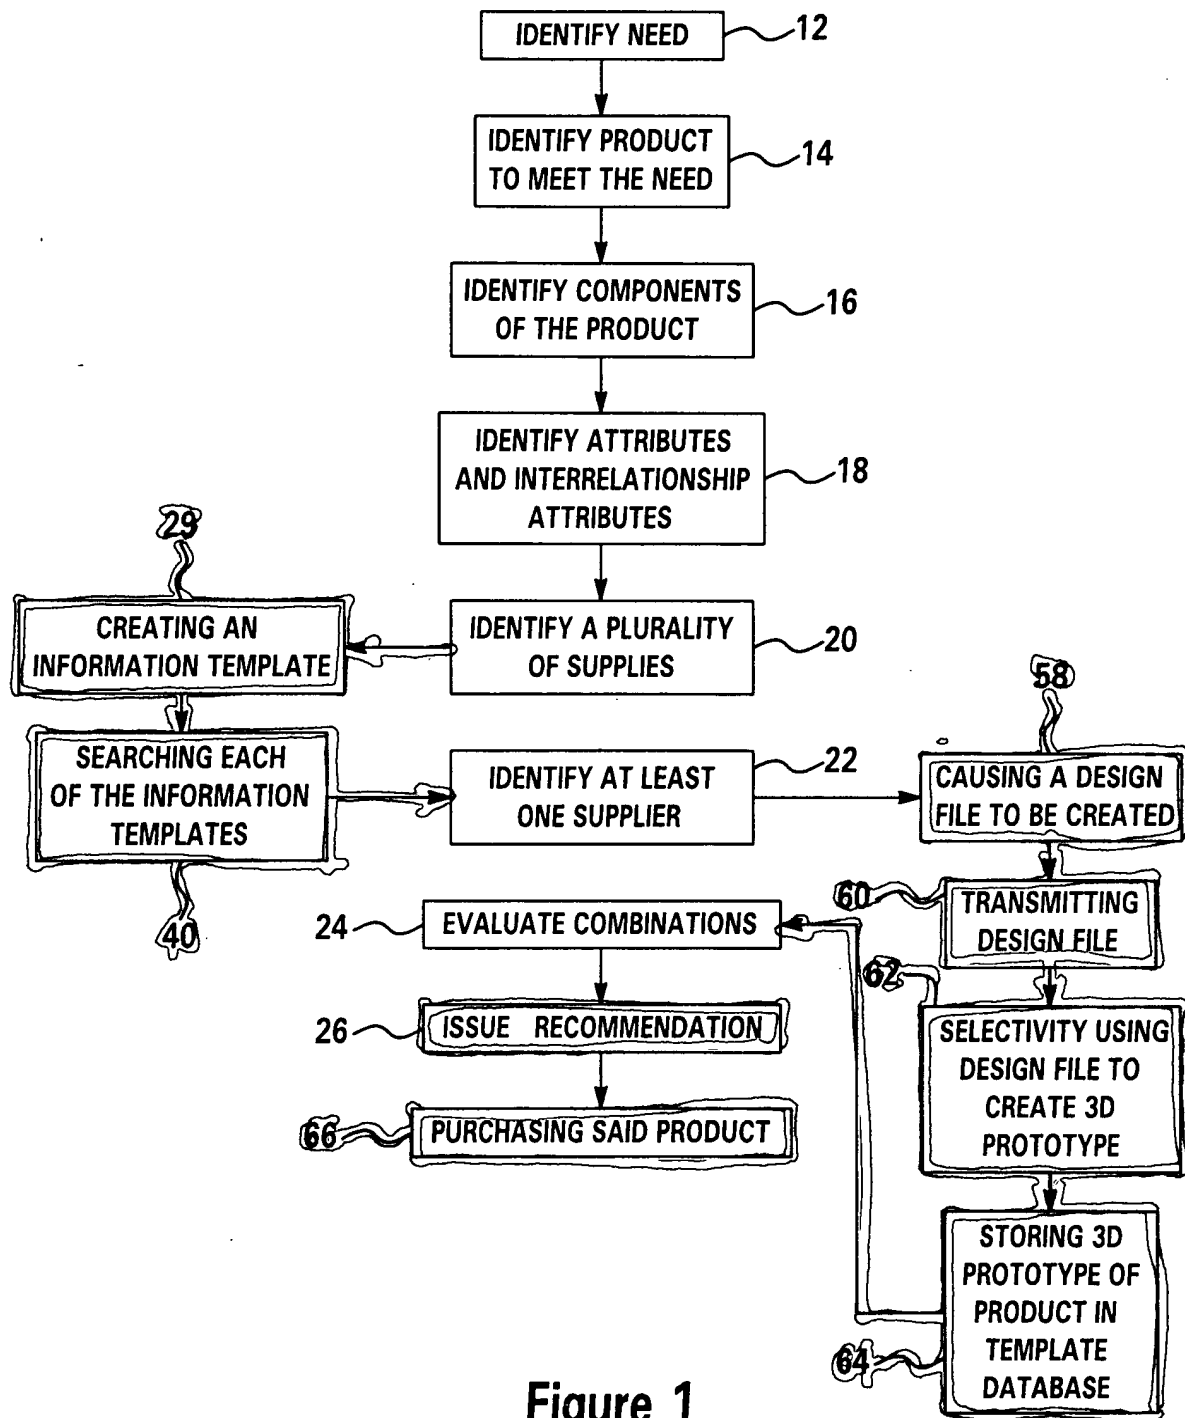 IDENTIFY NEED
12
IDENTIFY PRODUCT
TO MEET THE NEED
14
IDENTIFY COMPONENTS
OF THE PRODUCT
16
IDENTIFY ATTRIBUTES
AND INTERRELATIONSHIP
ATTRIBUTES
18
29
CREATING AN
INFORMATION TEMPLATE
IDENTIFY A PLURALITY
OF SUPPLIES
20
SEARCHING EACH
OF THE INFORMATION
TEMPLATES
40
IDENTIFY AT LEAST
ONE SUPPLIER
22
58
CAUSING A DESIGN
FILE TO BE CREATED
60
TRANSMITTING
DESIGN FILE
62
SELECTIVITY USING
DESIGN FILE TO
CREATE 3D
PROTOTYPE
STORING 3D
PROTOTYPE OF
PRODUCT IN
TEMPLATE
DATABASE
64
24
EVALUATE COMBINATIONS
26
ISSUE RECOMMENDATION
66
PURCHASING SAID PRODUCT
Figure 1